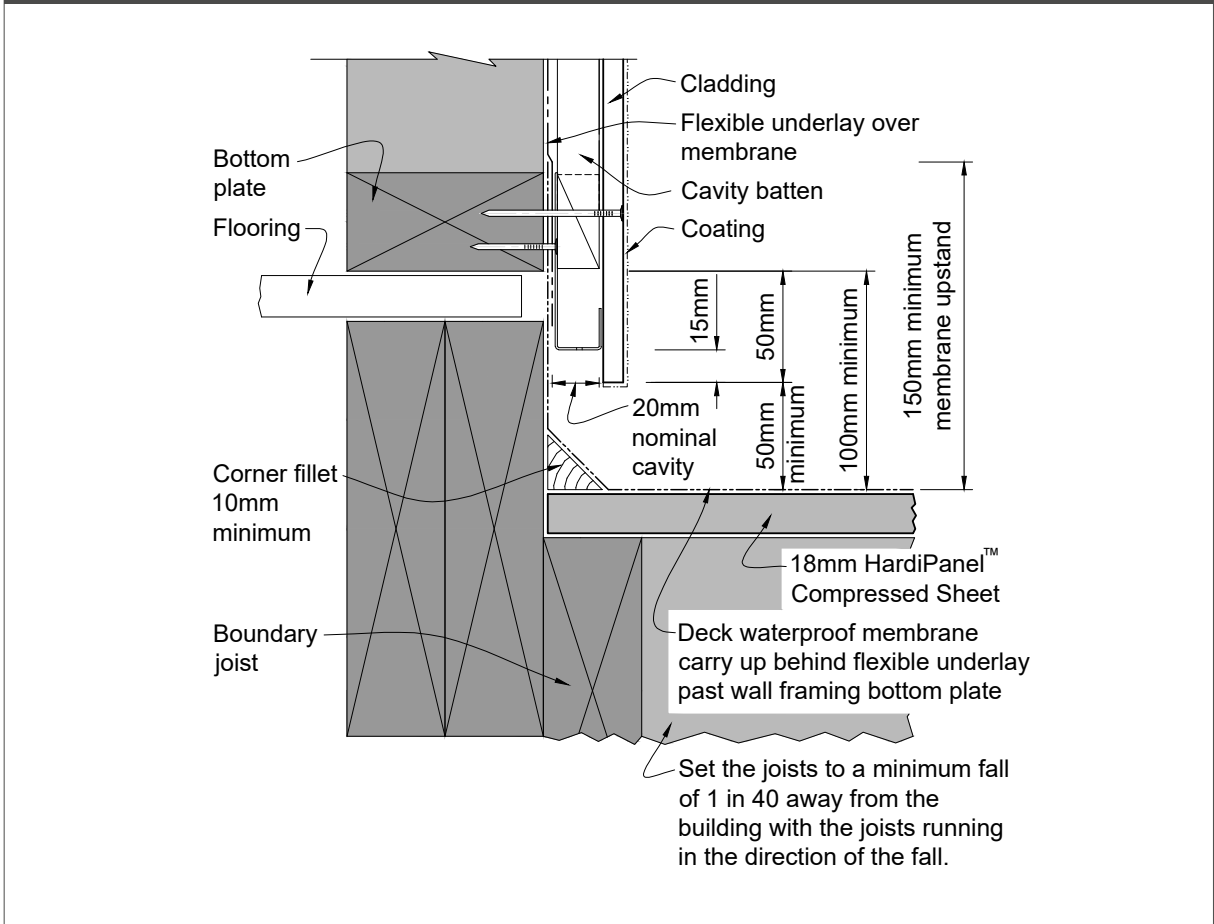 Cladding
Flexible underlay over
membrane
Cavity batten
Coating
Bottom
plate
Flooring
15mm
50mm
50mm
minimum
100mm minimum
150mm minimum
membrane upstand
20mm
nominal
cavity
Corner fillet
10mm
minimum
18mm HardiPanel™
Compressed Sheet
Boundary
joist
Deck waterproof membrane
carry up behind flexible underlay
past wall framing bottom plate
Set the joists to a minimum fall
of 1 in 40 away from the
building with the joists running
in the direction of the fall.